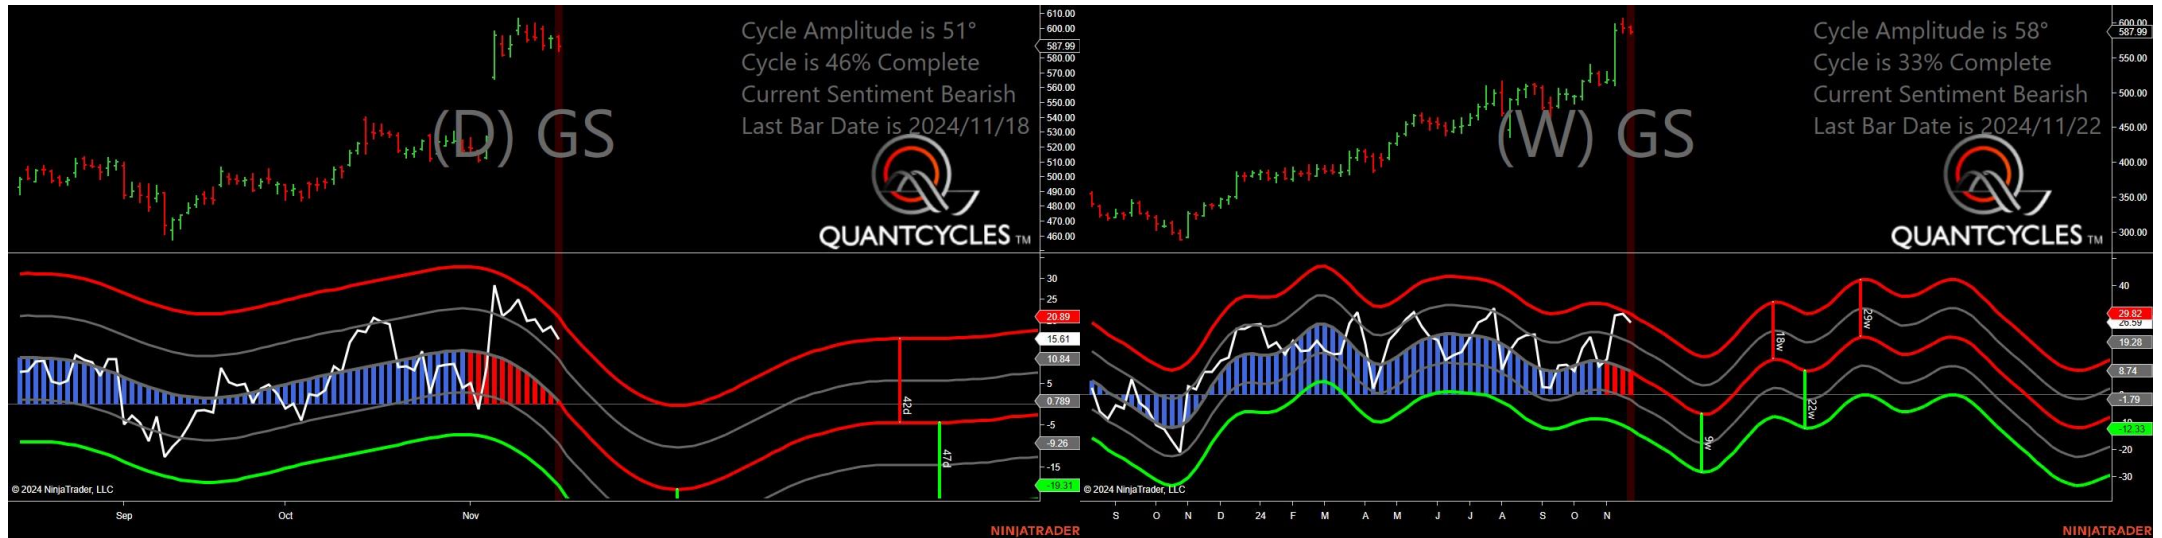 Cycle Amplitude is 51°
Cycle is 46% Complete
Current Sentiment Bearish
Last Bar Date is 2024/11/18
(D) GS
QUANTCYCLES TM
610.00
600.00
587.99
580.00
570.00
560.00
550.00
540.00
530.00
520.00
510.00
500.00
490.00
480.00
470.00
460.00
30
25
20.89
15.61
10.84
5
0.789
-5
-9.26
-15
-19.31
42d
47d
© 2024 NinjaTrader, LLC
Sep Oct Nov
NINJATRADER
Cycle Amplitude is 58°
Cycle is 33% Complete
Current Sentiment Bearish
Last Bar Date is 2024/11/22
(W) GS
QUANTCYCLES TM
600.00
587.99
550.00
500.00
450.00
400.00
350.00
300.00
40
29.82
26.59
19.28
8.74
-1.79
-12.33
-20
-30
18w
29w
9w
22w
© 2024 NinjaTrader, LLC
S O N D 24 F M A M J J A S O N
NINJATRADER